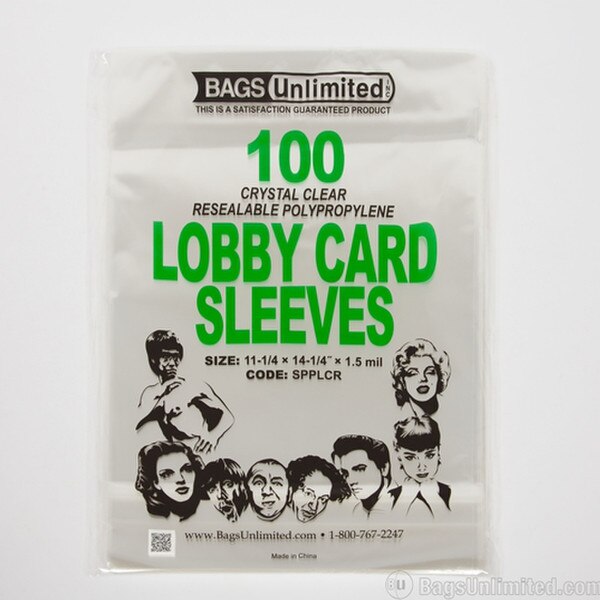 BAGS Unlimited INC
THIS IS A SATISFACTION GUARANTEED PRODUCT
100
CRYSTAL CLEAR
RESEALABLE POLYPROPYLENE
LOBBY CARD
SLEEVES
SIZE: 11-1/4 × 14-1/4" × 1.5 mil
CODE: SPPLCR
www.BagsUnlimited.com • 1-800-767-2247
Made in China
BU BagsUnlimited.com